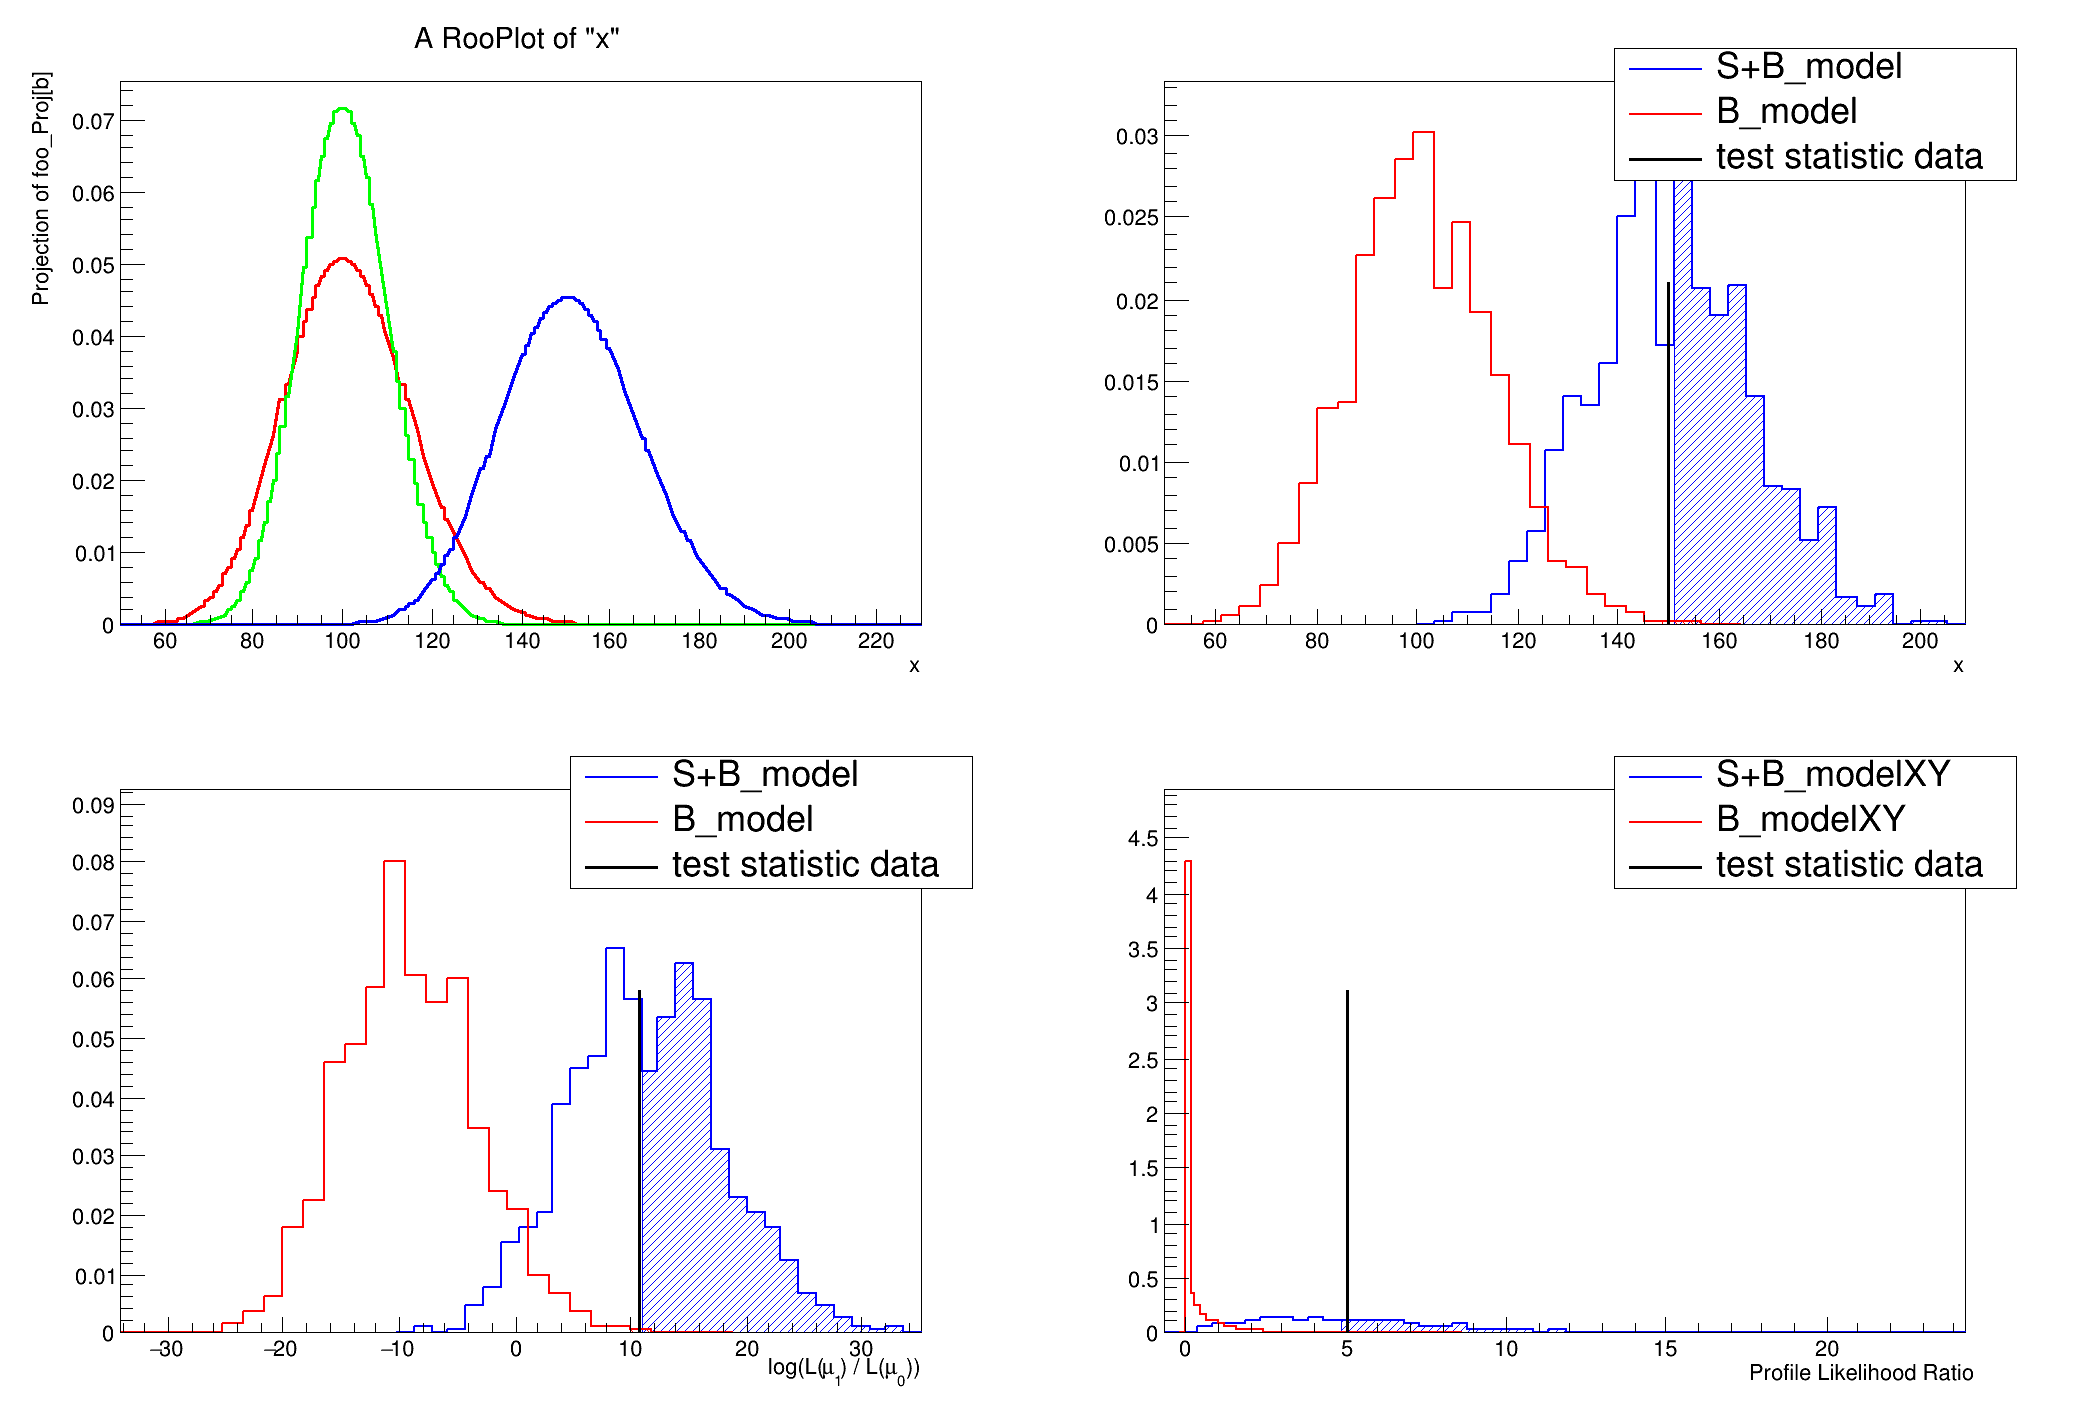 A RooPlot of "x"
Projection of foo_Proj[b]
0.07
0.06
0.05
0.04
0.03
0.02
0.01
0
60 80 100 120 140 160 180 200 220
x
S+B_model
B_model
test statistic data
0.03
0.025
0.02
0.015
0.01
0.005
0
60 80 100 120 140 160 180 200
x
S+B_model
B_model
test statistic data
0.09
0.08
0.07
0.06
0.05
0.04
0.03
0.02
0.01
0
−30 −20 −10 0 10 20 30
log(L(μ1) / L(μ0))
S+B_modelXY
B_modelXY
test statistic data
4.5
4
3.5
3
2.5
2
1.5
1
0.5
0
0 5 10 15 20
Profile Likelihood Ratio